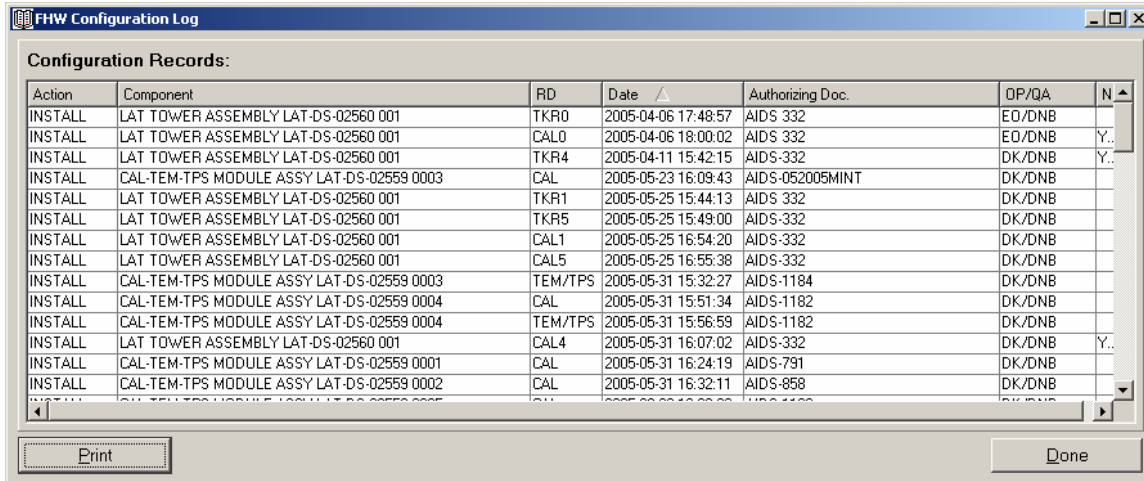 FHW Configuration Log
Configuration Records:
Action Component RD Date Authorizing Doc. OP/QA N
INSTALL LAT TOWER ASSEMBLY LAT-DS-02560 001 TKR0 2005-04-06 17:48:57 AIDS 332 EO/DNB
INSTALL LAT TOWER ASSEMBLY LAT-DS-02560 001 CAL0 2005-04-06 18:00:02 AIDS-332 EO/DNB Y..
INSTALL LAT TOWER ASSEMBLY LAT-DS-02560 001 TKR4 2005-04-11 15:42:15 AIDS-332 DK/DNB Y..
INSTALL CAL-TEM-TPS MODULE ASSY LAT-DS-02559 0003 CAL 2005-05-23 16:09:43 AIDS-052005MINT DK/DNB
INSTALL LAT TOWER ASSEMBLY LAT-DS-02560 001 TKR1 2005-05-25 15:44:13 AIDS-332 DK/DNB
INSTALL LAT TOWER ASSEMBLY LAT-DS-02560 001 TKR5 2005-05-25 15:49:00 AIDS-332 DK/DNB
INSTALL LAT TOWER ASSEMBLY LAT-DS-02560 001 CAL1 2005-05-25 16:54:20 AIDS-332 DK/DNB
INSTALL LAT TOWER ASSEMBLY LAT-DS-02560 001 CAL5 2005-05-25 16:55:38 AIDS-332 DK/DNB
INSTALL CAL-TEM-TPS MODULE ASSY LAT-DS-02559 0003 TEM/TPS 2005-05-31 15:32:27 AIDS-1184 DK/DNB
INSTALL CAL-TEM-TPS MODULE ASSY LAT-DS-02559 0004 CAL 2005-05-31 15:51:34 AIDS-1182 DK/DNB
INSTALL CAL-TEM-TPS MODULE ASSY LAT-DS-02559 0004 TEM/TPS 2005-05-31 15:56:59 AIDS-1182 DK/DNB
INSTALL LAT TOWER ASSEMBLY LAT-DS-02560 001 CAL4 2005-05-31 16:07:02 AIDS-332 DK/DNB Y..
INSTALL CAL-TEM-TPS MODULE ASSY LAT-DS-02559 0001 CAL 2005-05-31 16:24:19 AIDS-791 DK/DNB
INSTALL CAL-TEM-TPS MODULE ASSY LAT-DS-02559 0002 CAL 2005-05-31 16:32:11 AIDS-858 DK/DNB
Print Done